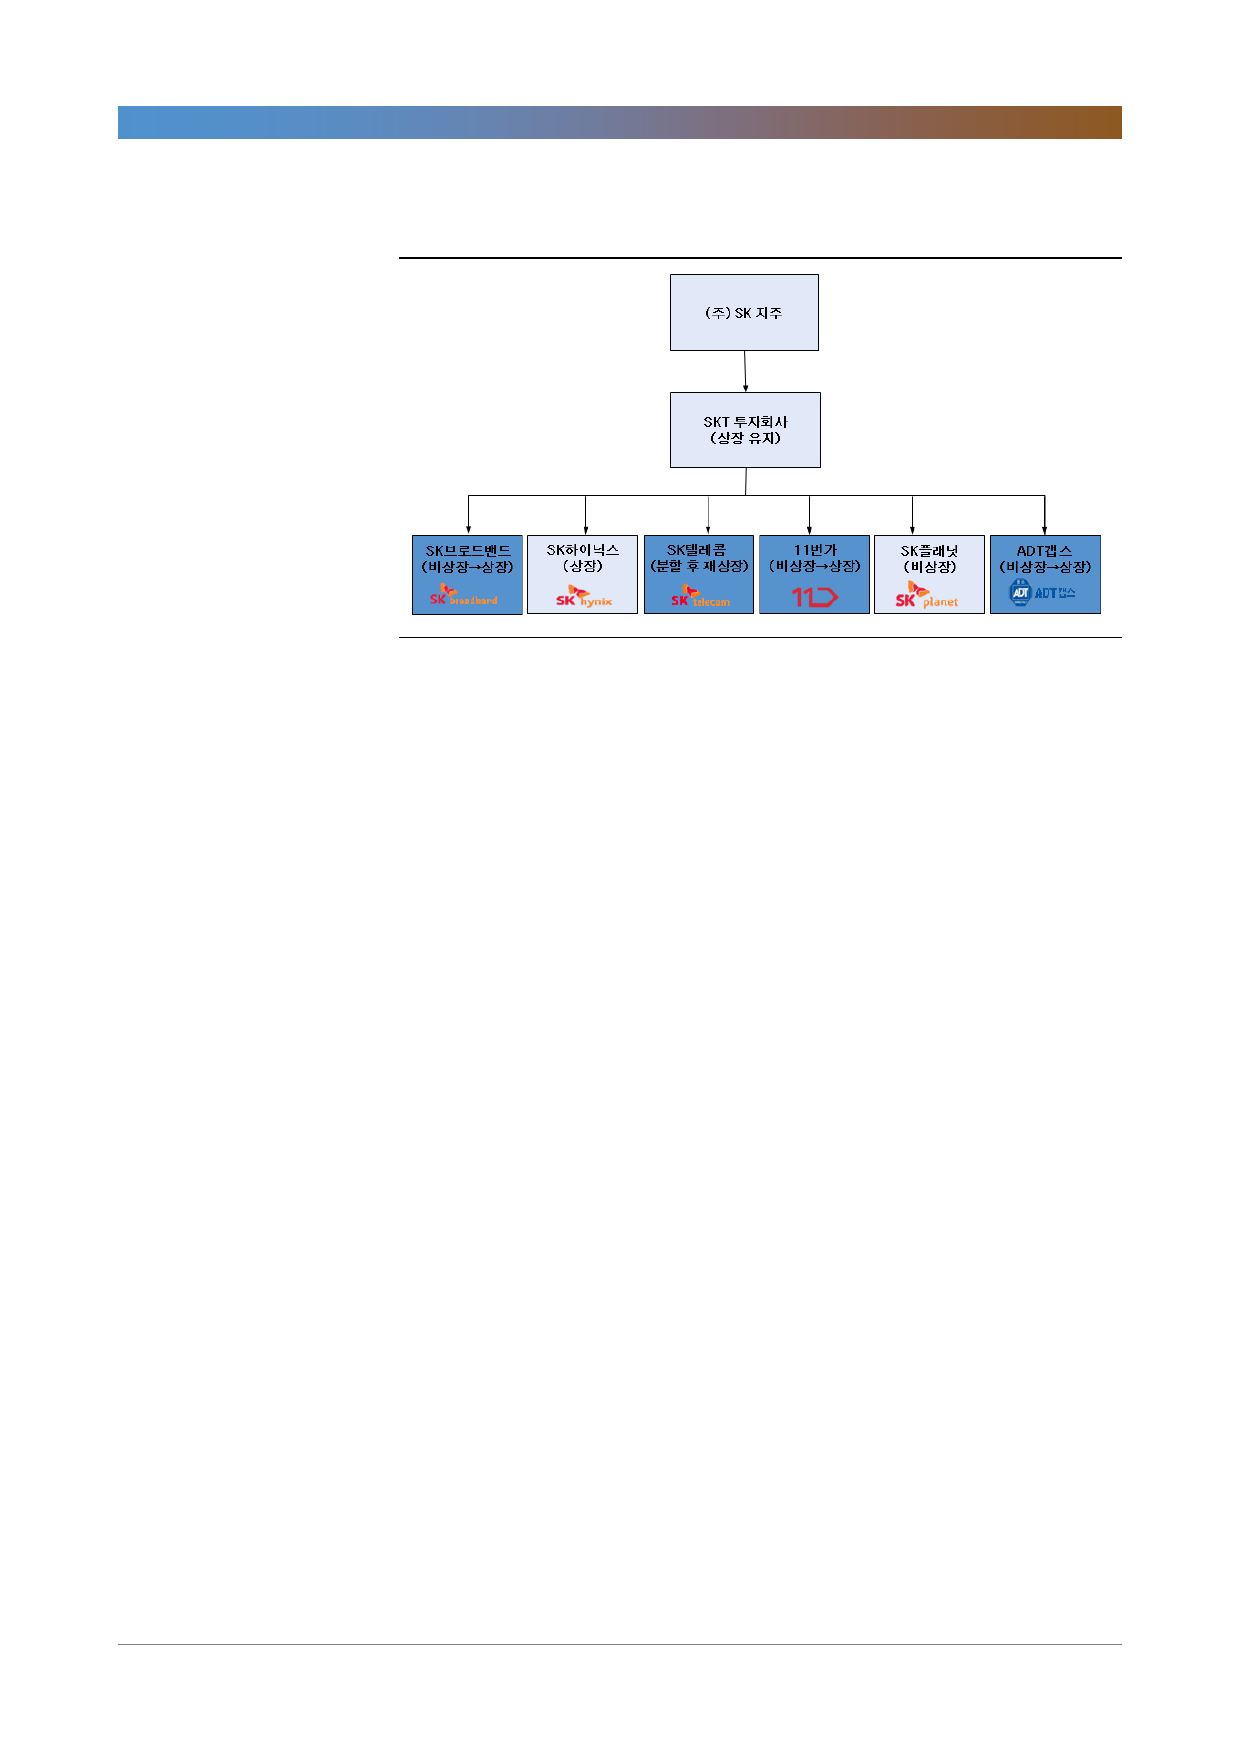 (주) SK 지주
SKT 투자회사
(상장 유지)
SK브로드밴드
(비상장→상장)
SK broadband
SK하이닉스
(상장)
SK hynix
SK텔레콤
(분할 후 재상장)
SK telecom
11번가
(비상장→상장)
11
SK플래닛
(비상장)
SK planet
ADT캡스
(비상장→상장)
ADT ADT캡스